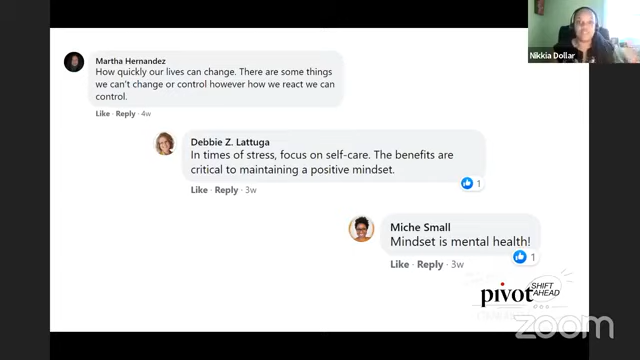 Nikkia Dollar
Martha Hernandez
How quickly our lives can change. There are some things
we can't change or control however how we react we can
control.
Like · Reply · 4w
Debbie Z. Lattuga
In times of stress, focus on self-care. The benefits are
critical to maintaining a positive mindset.
1
Like · Reply · 3w
Miche Small
Mindset is mental health!
1
Like · Reply · 3w
pivot
SHIFT
AHEAD
zoom